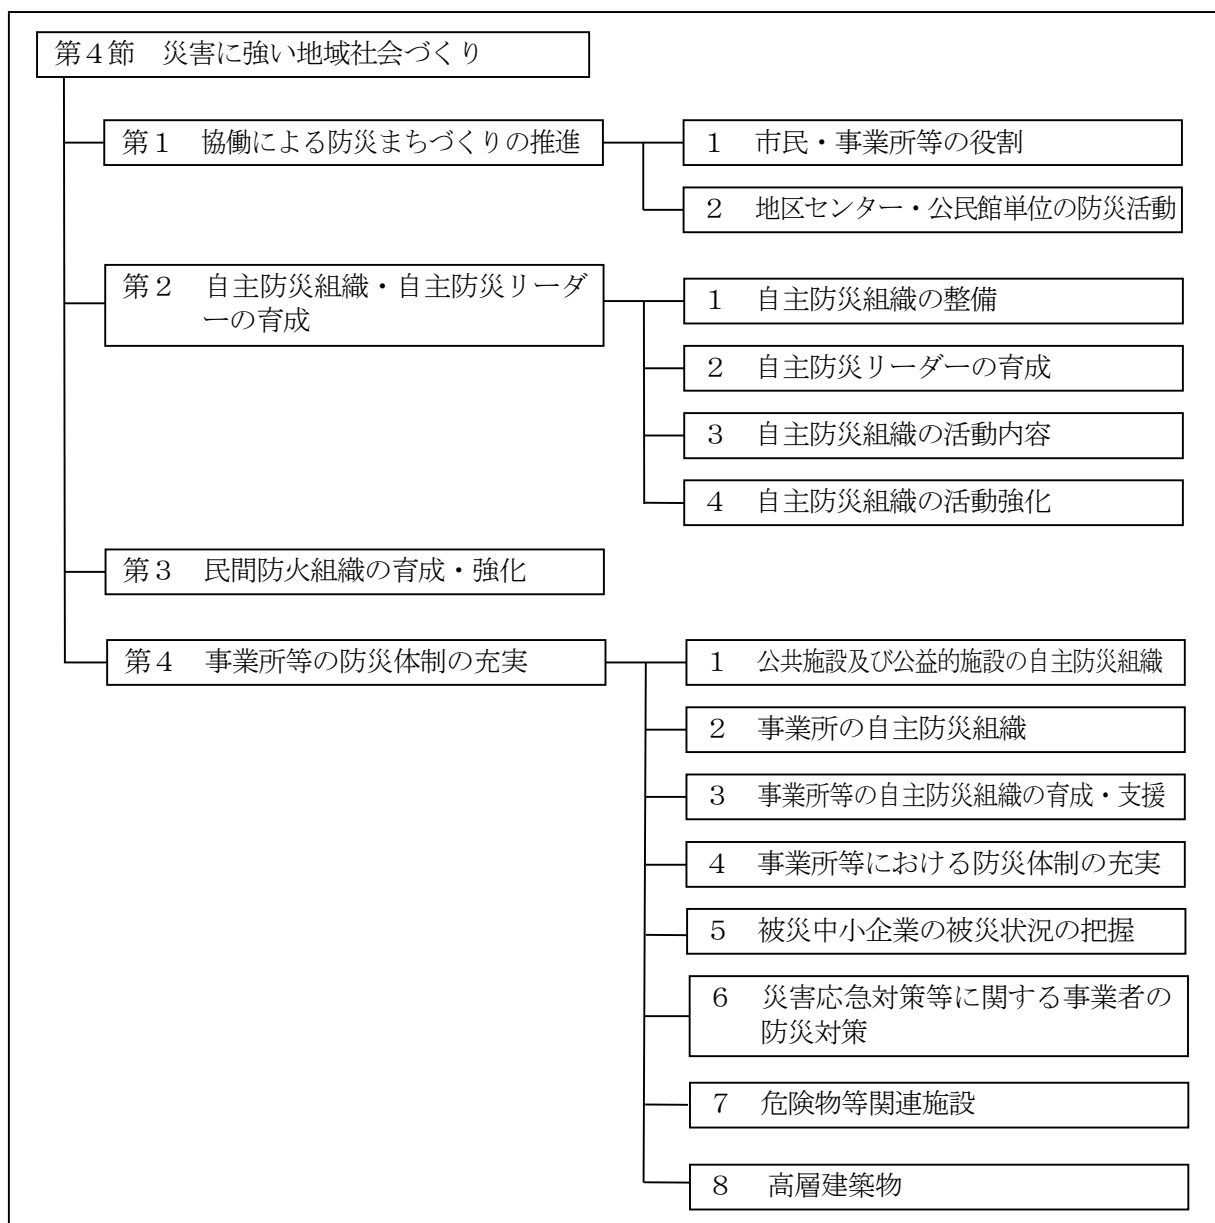 第４節　災害に強い地域社会づくり
第１　協働による防災まちづくりの推進
１　市民・事業所等の役割
２　地区センター・公民館単位の防災活動
第２　自主防災組織・自主防災リーダ
ーの育成
１　自主防災組織の整備
２　自主防災リーダーの育成
３　自主防災組織の活動内容
４　自主防災組織の活動強化
第３　民間防火組織の育成・強化
第４　事業所等の防災体制の充実
１　公共施設及び公益的施設の自主防災組織
２　事業所の自主防災組織
３　事業所等の自主防災組織の育成・支援
４　事業所等における防災体制の充実
５　被災中小企業の被災状況の把握
６　災害応急対策等に関する事業者の
防災対策
７　危険物等関連施設
８　高層建築物